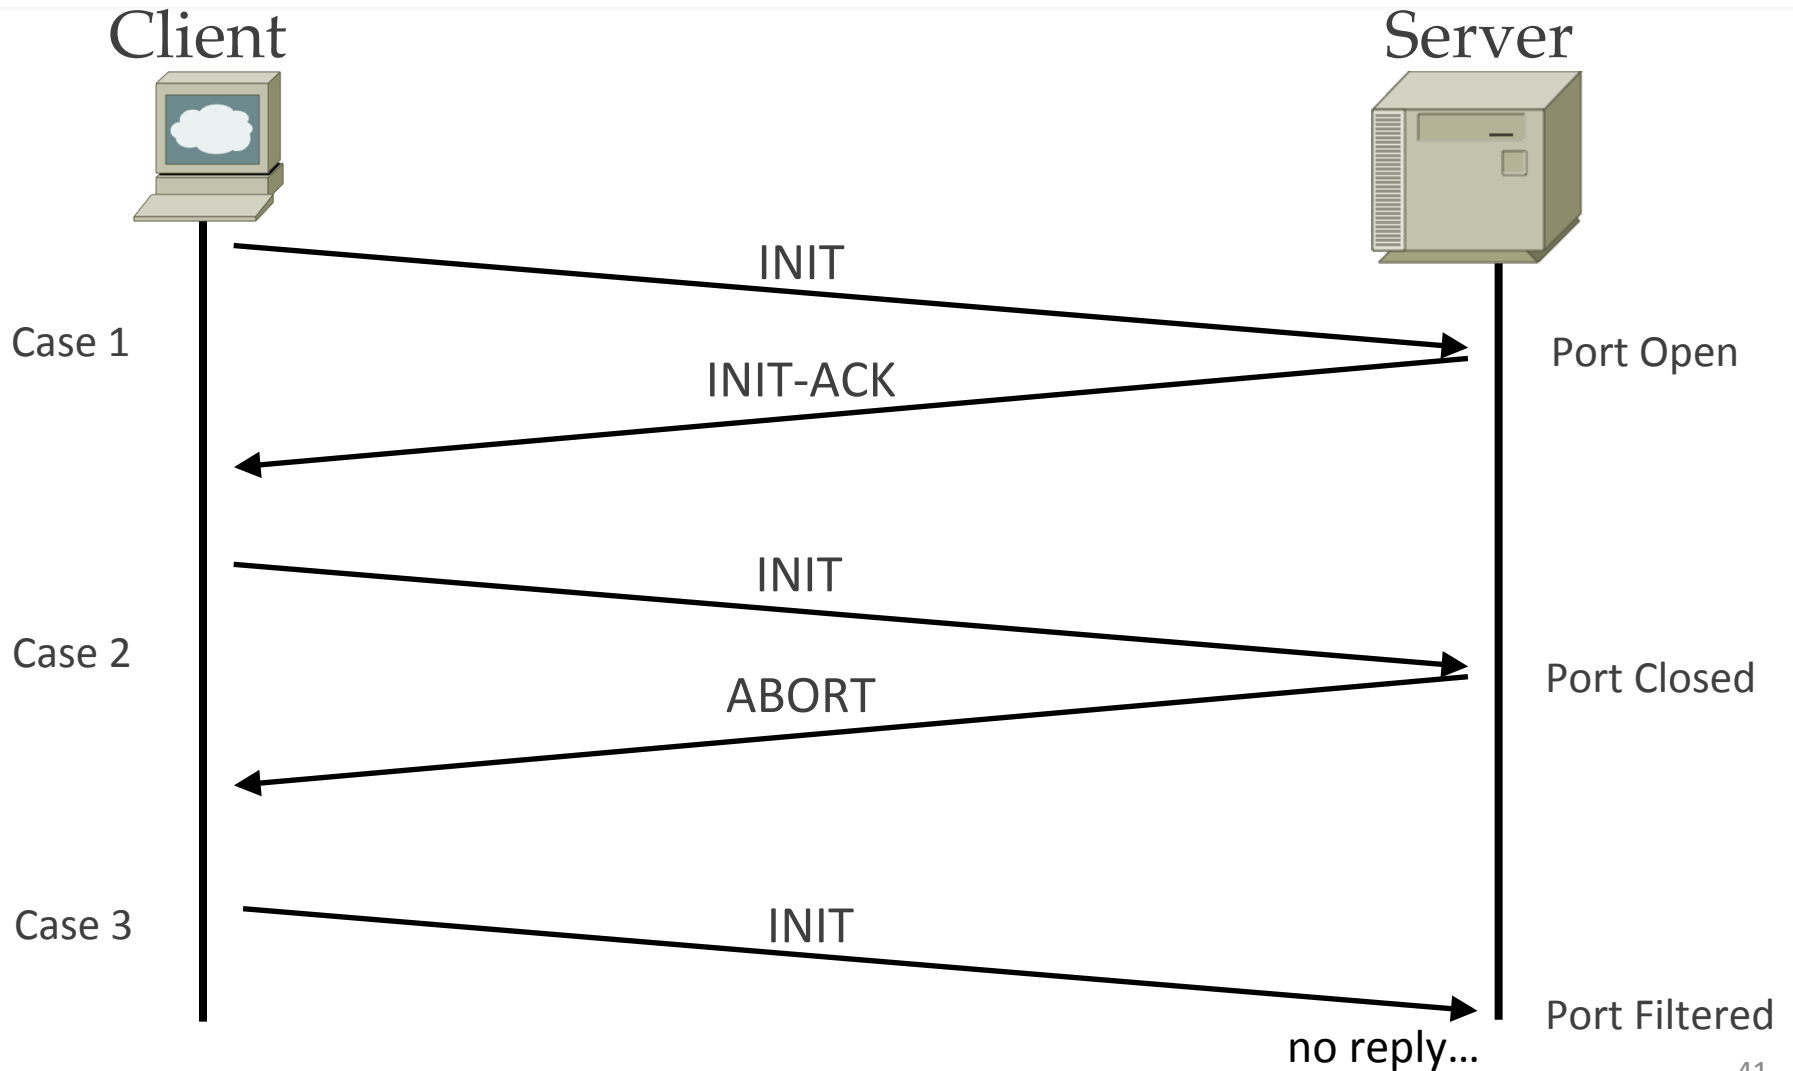 Client
Server
INIT
Case 1
Port Open
INIT-ACK
INIT
Case 2
Port Closed
ABORT
Case 3
INIT
Port Filtered
no reply...
41